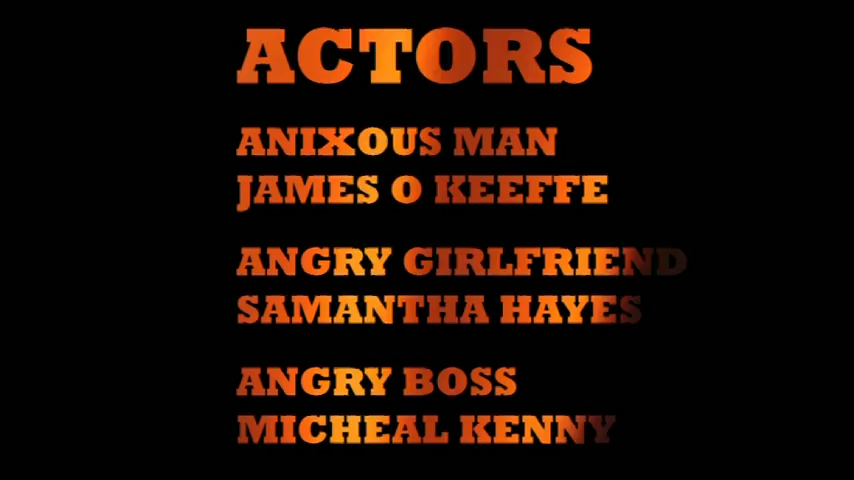 ACTORS
ANIXOUS MAN
JAMES O KEEFFE
ANGRY GIRLFRIEND
SAMANTHA HAYES
ANGRY BOSS
MICHEAL KENNY